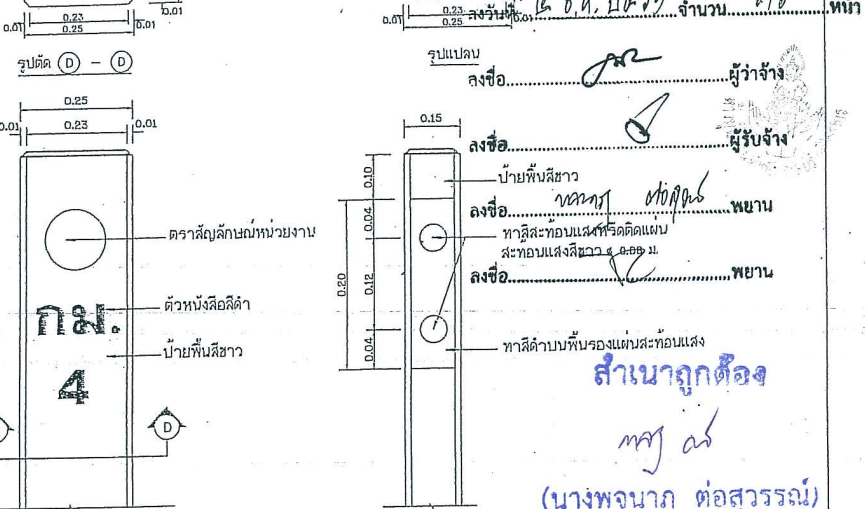 0.01 0.23 0.01
0.25
รูปตัด D - D
0.01
0.23
0.25
0.01
รูปแปลน
ลงวันที่ จำนวน หน้า
ลงชื่อ ผู้ว่าจ้าง
ลงชื่อ ผู้รับจ้าง
ลงชื่อ พยาน
ลงชื่อ พยาน
0.25
0.01 0.23 0.01
ตราสัญลักษณ์หน่วยงาน
กม.
ตัวหนังสือสีดำ
ป้ายพื้นสีขาว
4
D
0.15
0.10
0.04
0.20
0.12
0.04
ป้ายพื้นสีขาว
ทาสีสะท้อนแสงหรือติดแผ่น
สะท้อนแสงสีขาว
ทาสีดำบนพื้นรองแผ่นสะท้อนแสง
สำเนาถูกต้อง
(นางพจนาภ ต่อสุวรรณ์)